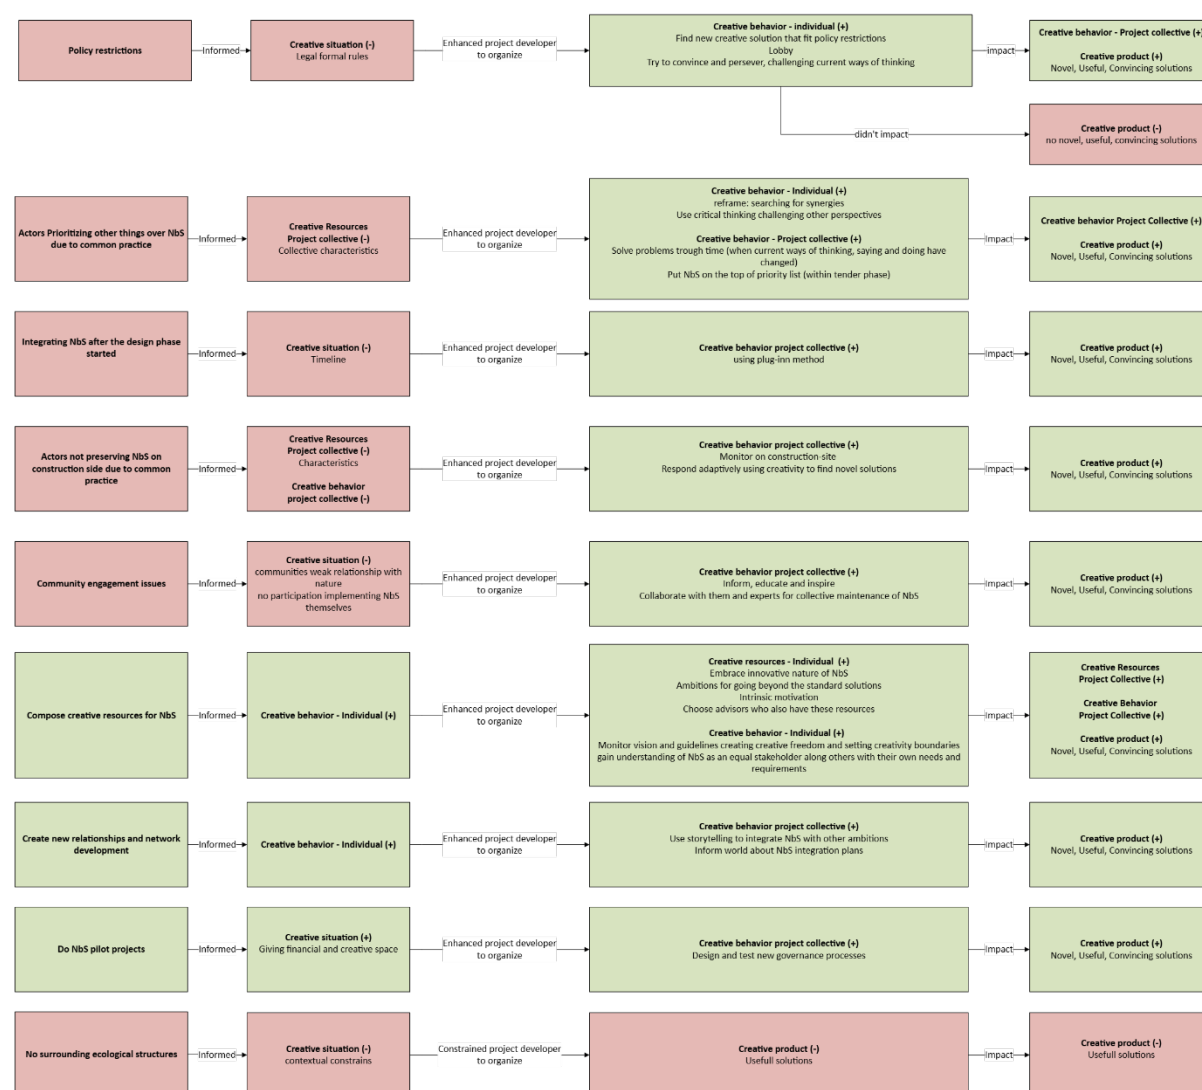 Policy restrictions
Informed
Creative situation (-)
Legal formal rules
Enhanced project developer
to organize
Creative behavior - individual (+)
Find new creative solution that fit policy restrictions
Lobby
Try to convince and persever, challenging current ways of thinking
impact
Creative behavior - Project collective (+)
Creative product (+)
Novel, Useful, Convincing solutions
didn't impact
Creative product (-)
no novel, useful, convincing solutions
Actors Prioritizing other things over NbS
due to common practice
Informed
Creative Resources
Project collective (-)
Collective characteristics
Enhanced project developer
to organize
Creative behavior - Individual (+)
reframe: searching for synergies
Use critical thinking challenging other perspectives
Creative behavior - Project collective (+)
Solve problems trough time (when current ways of thinking, saying and doing have
changed)
Put NbS on the top of priority list (within tender phase)
Impact
Creative behavior Project Collective (+)
Creative product (+)
Novel, Useful, Convincing solutions
Integrating NbS after the design phase
started
Informed
Creative situation (-)
Timeline
Enhanced project developer
to organize
Creative behavior project collective (+)
using plug-inn method
Impact
Creative product (+)
Novel, Useful, Convincing solutions
Actors not preserving NbS on
construction side due to common
practice
Informed
Creative Resources
Project collective (-)
Characteristics
Creative behavior
project collective (-)
Enhanced project developer
to organize
Creative behavior project collective (+)
Monitor on construction-site
Respond adaptively using creativity to find novel solutions
Impact
Creative product (+)
Novel, Useful, Convincing solutions
Community engagement issues
Informed
Creative situation (-)
communities weak relationship with
nature
no participation implementing NbS
themselves
Enhanced project developer
to organize
Creative behavior project collective (+)
Inform, educate and inspire
Collaborate with them and experts for collective maintenance of NbS
Impact
Creative product (+)
Novel, Useful, Convincing solutions
Compose creative resources for NbS
Informed
Creative behavior - Individual (+)
Enhanced project developer
to organize
Creative resources - Individual (+)
Embrace innovative nature of NbS
Ambitions for going beyond the standard solutions
Intrinsic motivation
Choose advisors who also have these resources
Creative behavior - Individual (+)
Monitor vision and guidelines creating creative freedom and setting creativity boundaries
gain understanding of NbS as an equal stakeholder along others with their own needs and
requirements
Impact
Creative Resources
Project Collective (+)
Creative Behavior
Project Collective (+)
Creative product (+)
Novel, Useful, Convincing solutions
Create new relationships and network
development
Informed
Creative behavior - Individual (+)
Enhanced project developer
to organize
Creative behavior project collective (+)
Use storytelling to integrate NbS with other ambitions
Inform world about NbS integration plans
Impact
Creative product (+)
Novel, Useful, Convincing solutions
Do NbS pilot projects
Informed
Creative situation (+)
Giving financial and creative space
Enhanced project developer
to organize
Creative behavior project collective (+)
Design and test new governance processes
Impact
Creative product (+)
Novel, Useful, Convincing solutions
No surrounding ecological structures
Informed
Creative situation (-)
contextual constrains
Constrained project developer
to organize
Creative product (-)
Usefull solutions
Impact
Creative product (-)
Usefull solutions